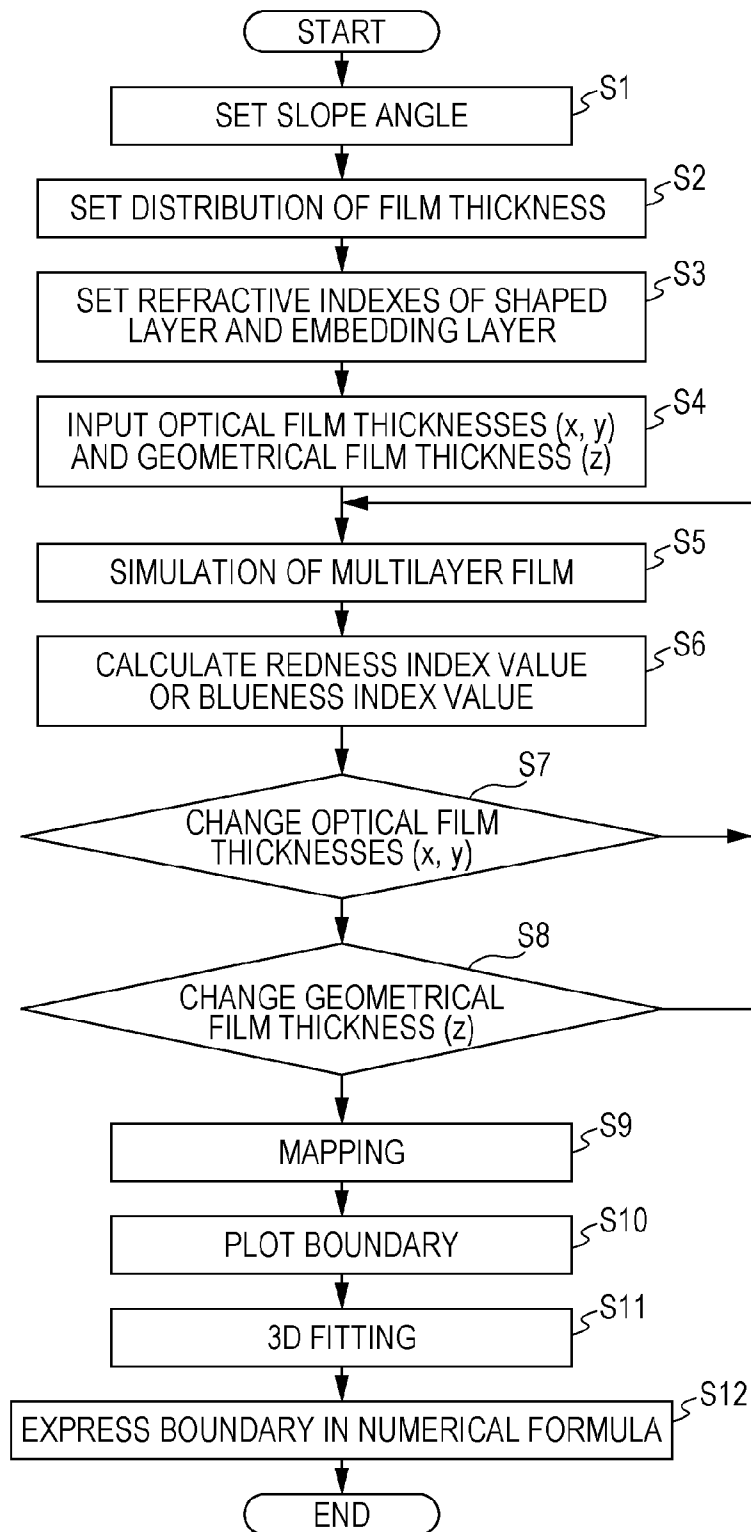 START
S1
SET SLOPE ANGLE
S2
SET DISTRIBUTION OF FILM THICKNESS
S3
SET REFRACTIVE INDEXES OF SHAPED
LAYER AND EMBEDDING LAYER
S4
INPUT OPTICAL FILM THICKNESSES (x, y)
AND GEOMETRICAL FILM THICKNESS (z)
S5
SIMULATION OF MULTILAYER FILM
S6
CALCULATE REDNESS INDEX VALUE
OR BLUENESS INDEX VALUE
S7
CHANGE OPTICAL FILM
THICKNESSES (x, y)
S8
CHANGE GEOMETRICAL
FILM THICKNESS (z)
S9
MAPPING
S10
PLOT BOUNDARY
S11
3D FITTING
S12
EXPRESS BOUNDARY IN NUMERICAL FORMULA
END